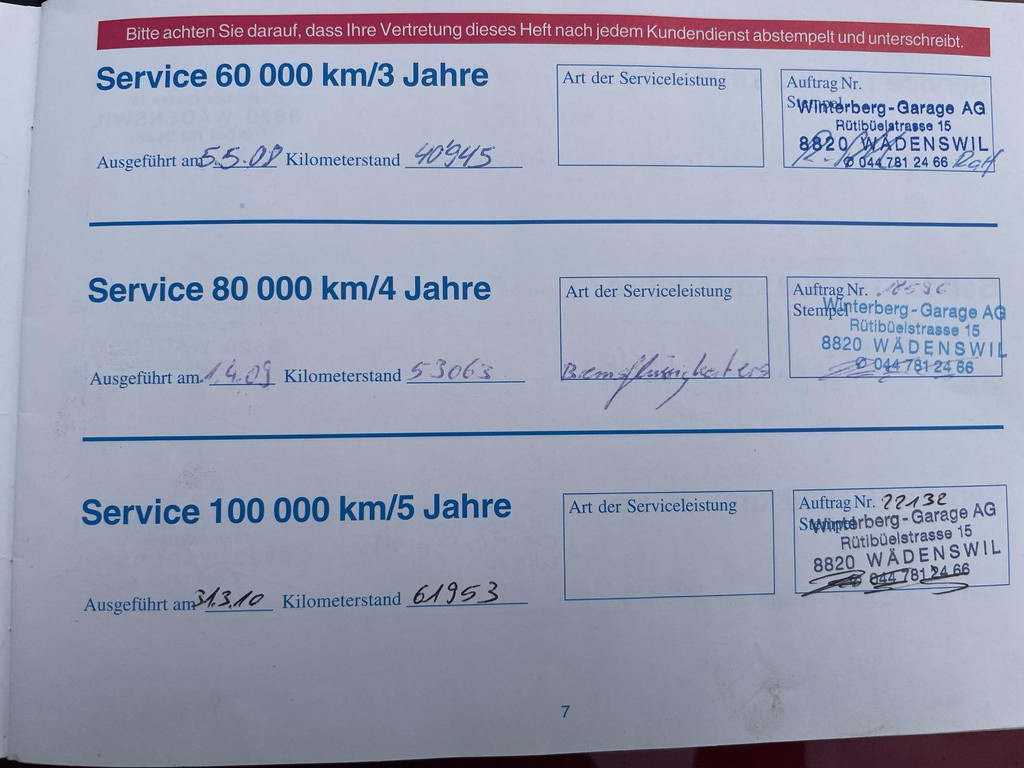 Bitte achten Sie darauf, dass Ihre Vertretung dieses Heft nach jedem Kundendienst abstempelt und unterschreibt.
Service 60 000 km/3 Jahre
Art der Serviceleistung
Auftrag Nr.
Stempel
Winterberg-Garage AG
Rütibüelstrasse 15
8820 WÄDENSWIL
✆ 044 781 24 66
Ausgeführt am 5.5.08 Kilometerstand 40945
Service 80 000 km/4 Jahre
Art der Serviceleistung
Bremsflüssigkeiters
Auftrag Nr. 18596
Stempel
Winterberg-Garage AG
Rütibüelstrasse 15
8820 WÄDENSWIL
✆ 044 781 24 66
Ausgeführt am 1.4.09 Kilometerstand 53063
Service 100 000 km/5 Jahre
Art der Serviceleistung
Auftrag Nr. 22132
Stempel
Winterberg-Garage AG
Rütibüelstrasse 15
8820 WÄDENSWIL
✆ 044 781 24 66
Ausgeführt am 31.3.10 Kilometerstand 61953
7